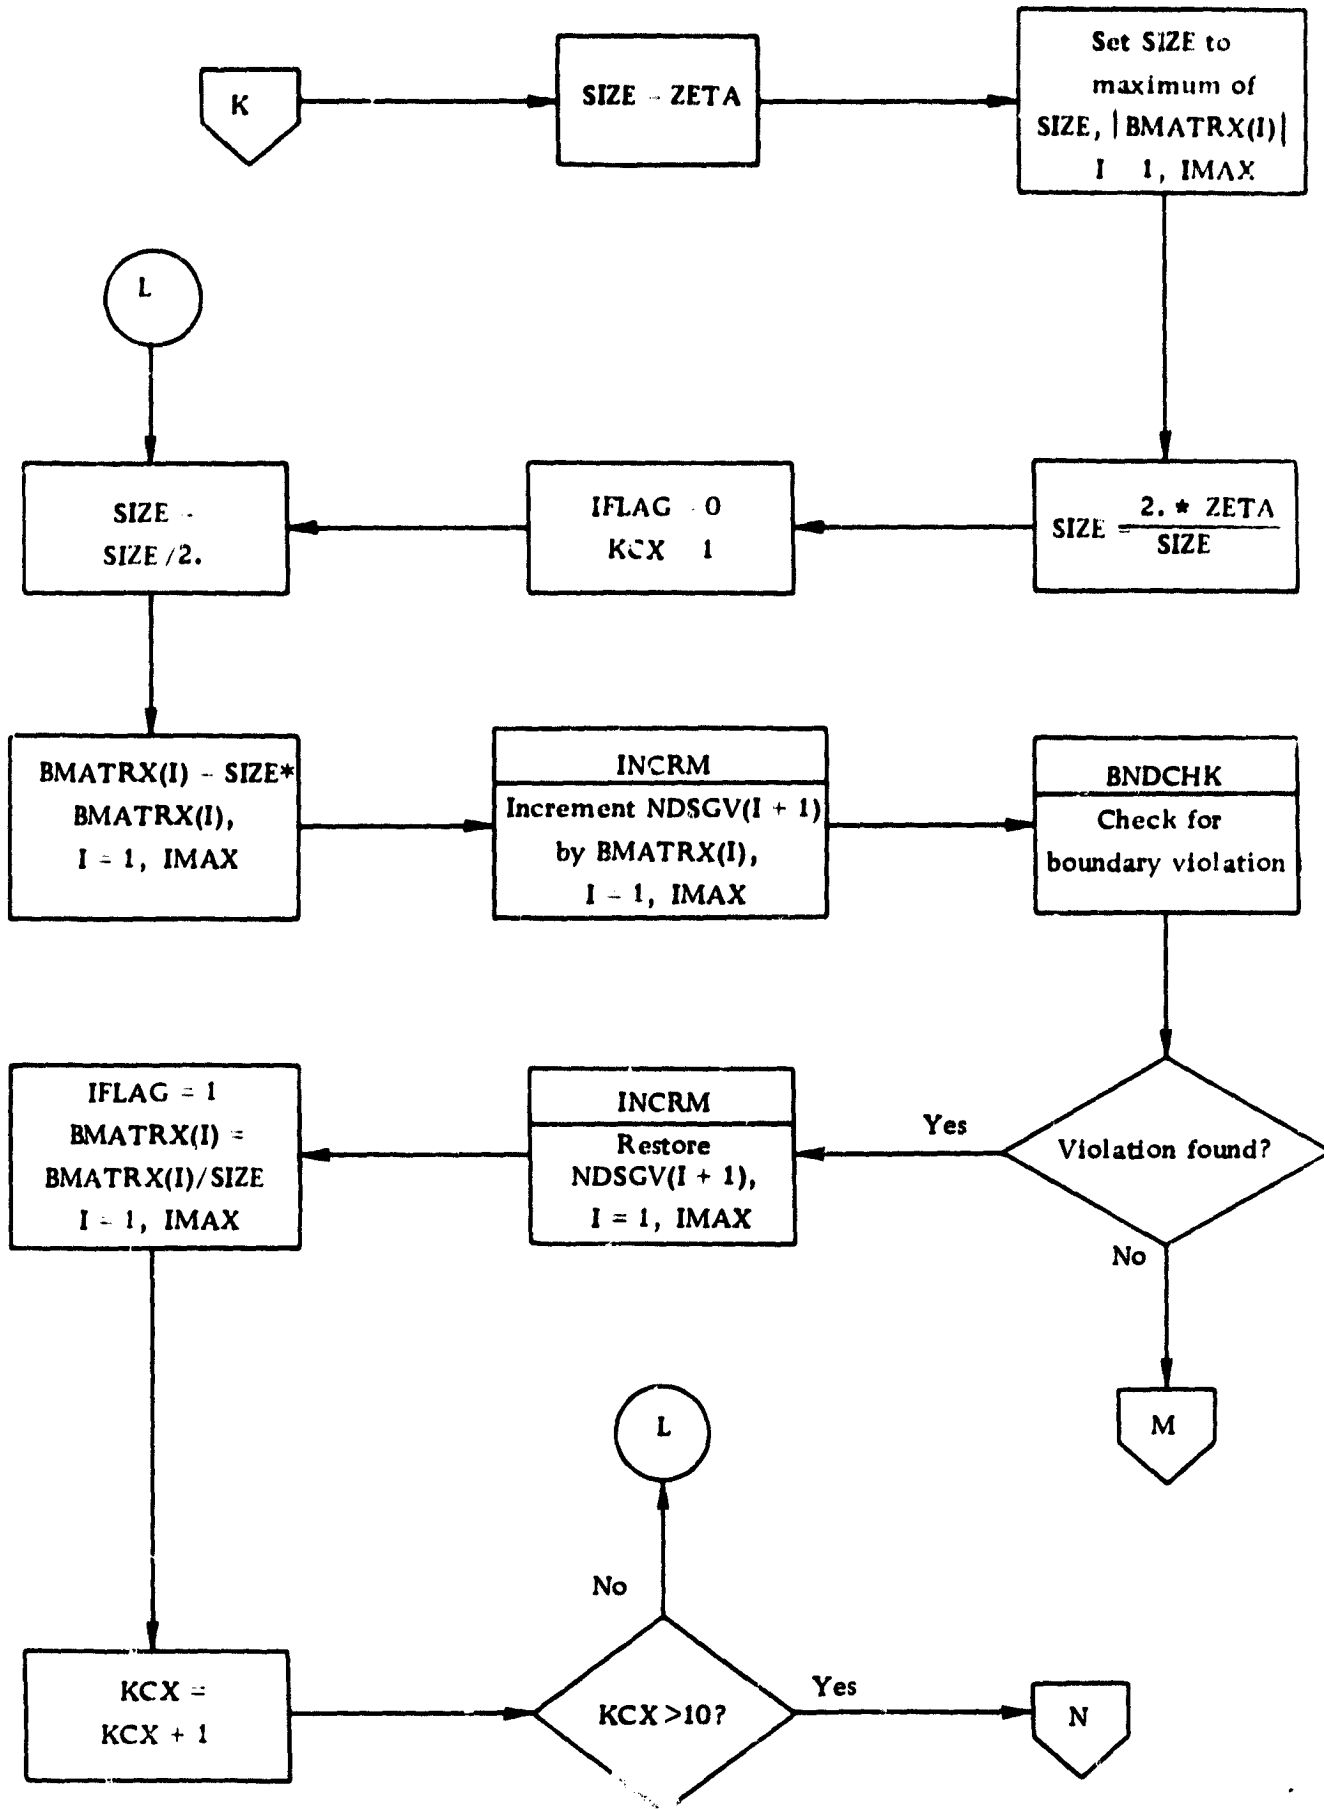 K
SIZE - ZETA
Set SIZE to
maximum of
SIZE, |BMATRX(I)|
I 1, IMAX
L
SIZE -
SIZE/2.
IFLAG - 0
KCX 1
SIZE = 2. * ZETA
SIZE
BMATRX(I) - SIZE*
BMATRX(I),
I = 1, IMAX
INCRM
Increment NDSGV(I + 1)
by BMATRX(I),
I - 1, IMAX
BNDCHK
Check for
boundary violation
IFLAG = 1
BMATRX(I) =
BMATRX(I)/SIZE
I = 1, IMAX
INCRM
Restore
NDSGV(I + 1),
I = 1, IMAX
Yes
Violation found?
No
M
L
No
KCX =
KCX + 1
KCX >10?
Yes
N